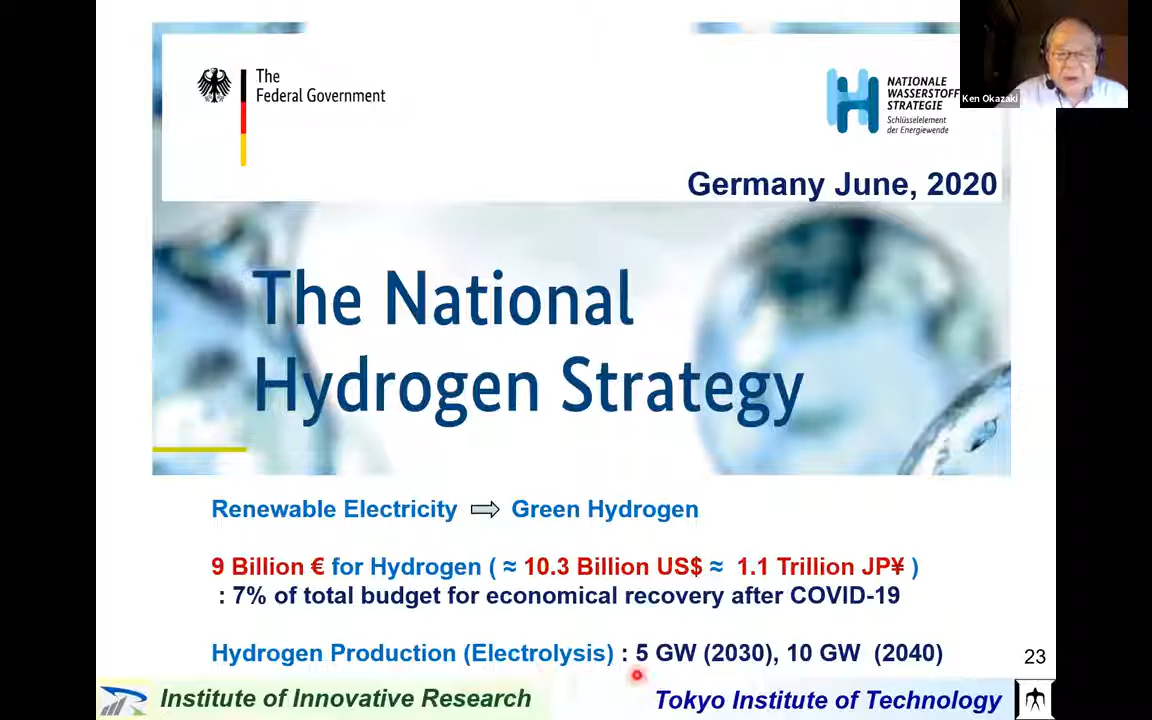 The
Federal Government
NATIONALE
WASSERSTOFF
STRATEGIE
Schlüsselelement
der Energiewende
Ken Okazaki
Germany June, 2020
The National
Hydrogen Strategy
Renewable Electricity ⇨ Green Hydrogen
9 Billion € for Hydrogen ( ≈ 10.3 Billion US$ ≈ 1.1 Trillion JP¥ )
: 7% of total budget for economical recovery after COVID-19
Hydrogen Production (Electrolysis) : 5 GW (2030), 10 GW (2040)
23
Institute of Innovative Research
Tokyo Institute of Technology